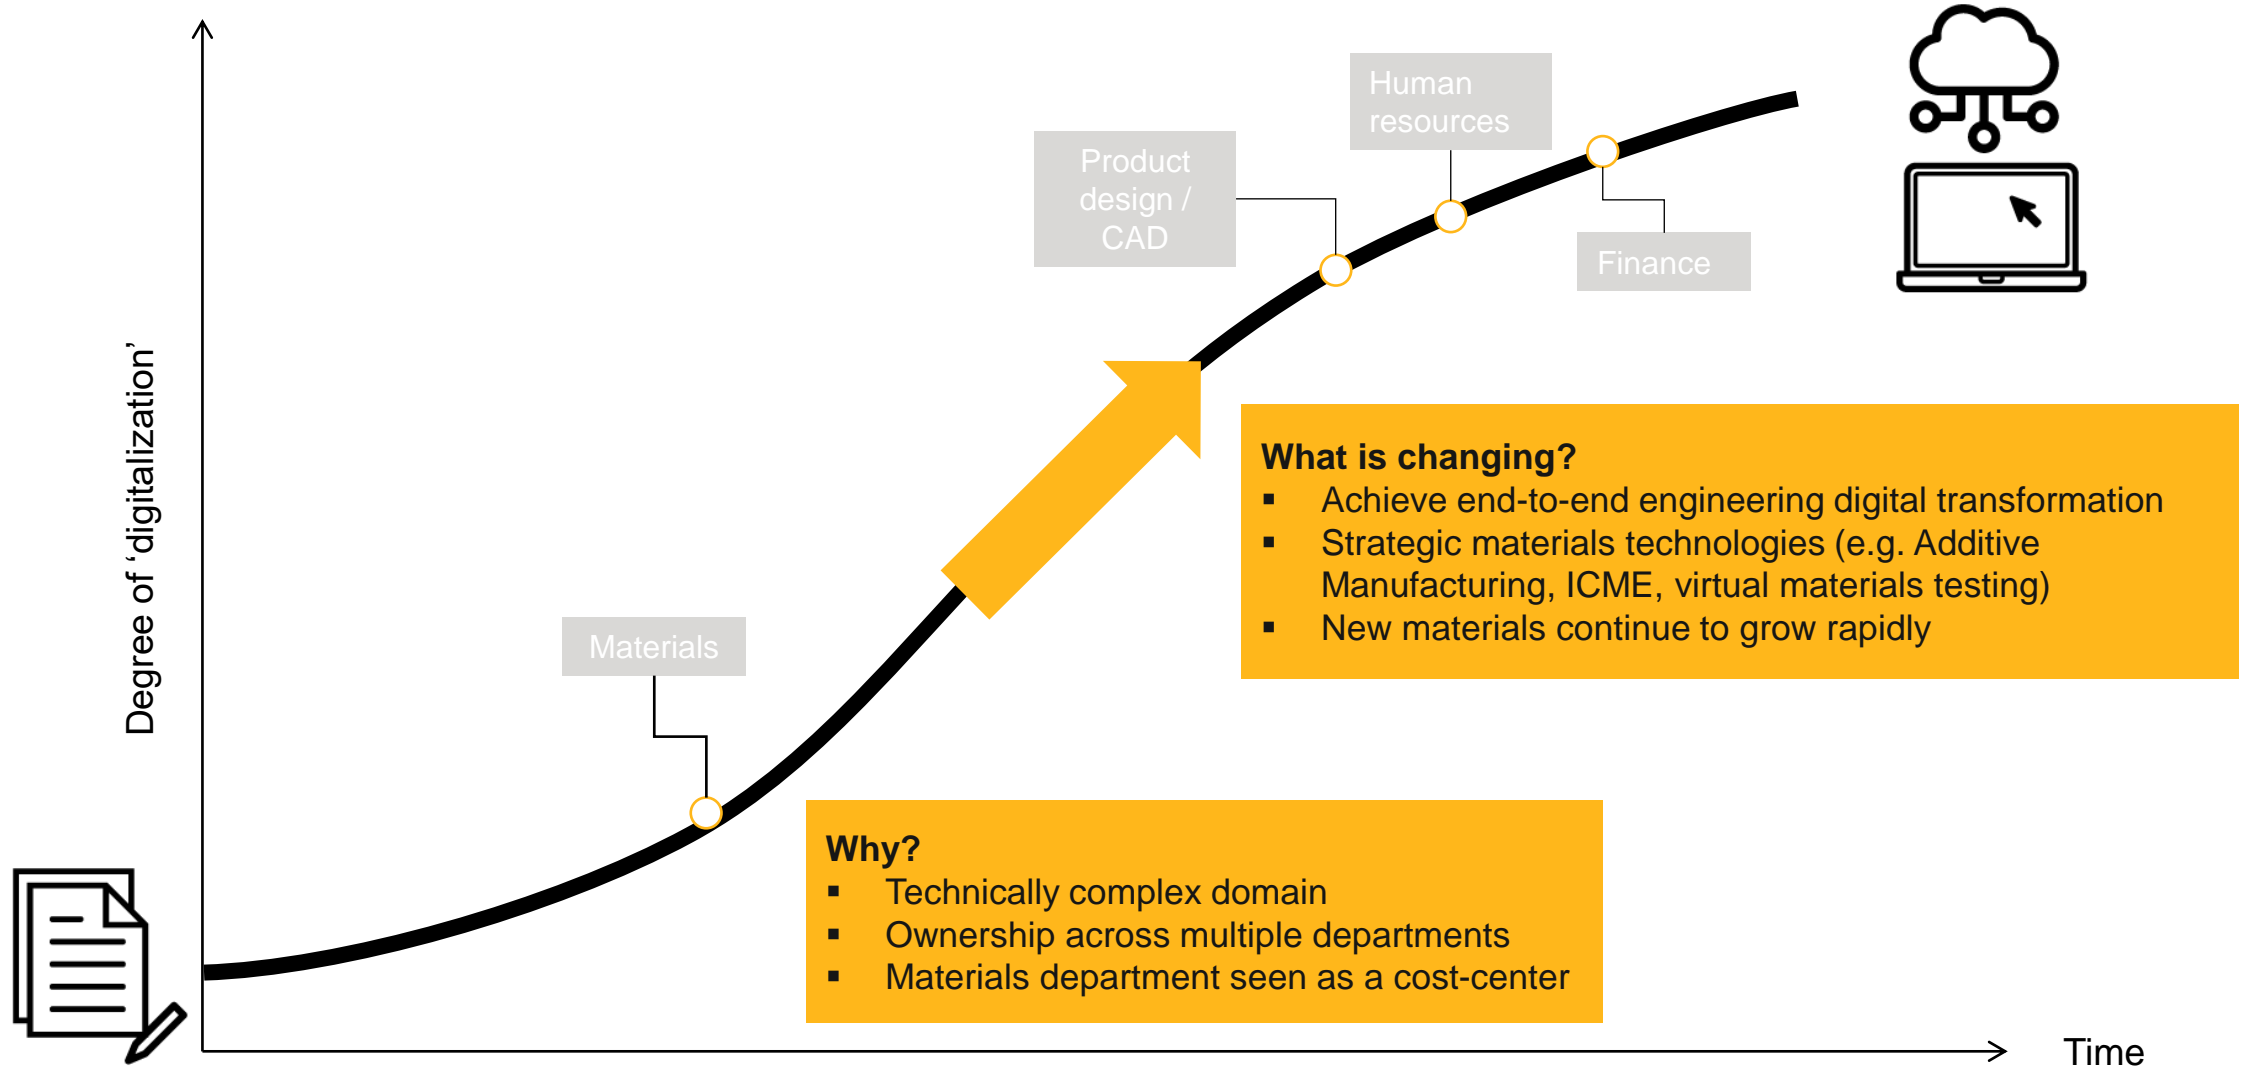 Human
resources
Product
design /
CAD
Finance
Degree of ‘digitalization’
What is changing?
▪ Achieve end-to-end engineering digital transformation
▪ Strategic materials technologies (e.g. Additive
Manufacturing, ICME, virtual materials testing)
▪ New materials continue to grow rapidly
Materials
Why?
▪ Technically complex domain
▪ Ownership across multiple departments
▪ Materials department seen as a cost-center
Time